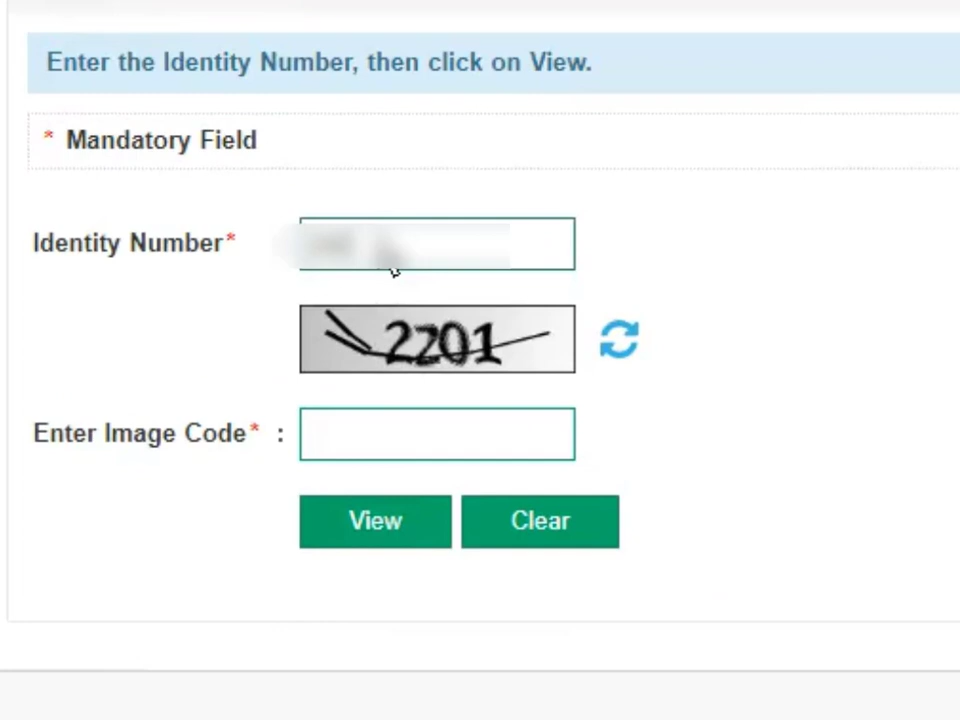 Enter the Identity Number, then click on View.
* Mandatory Field
Identity Number*
2201
Enter Image Code* :
View Clear